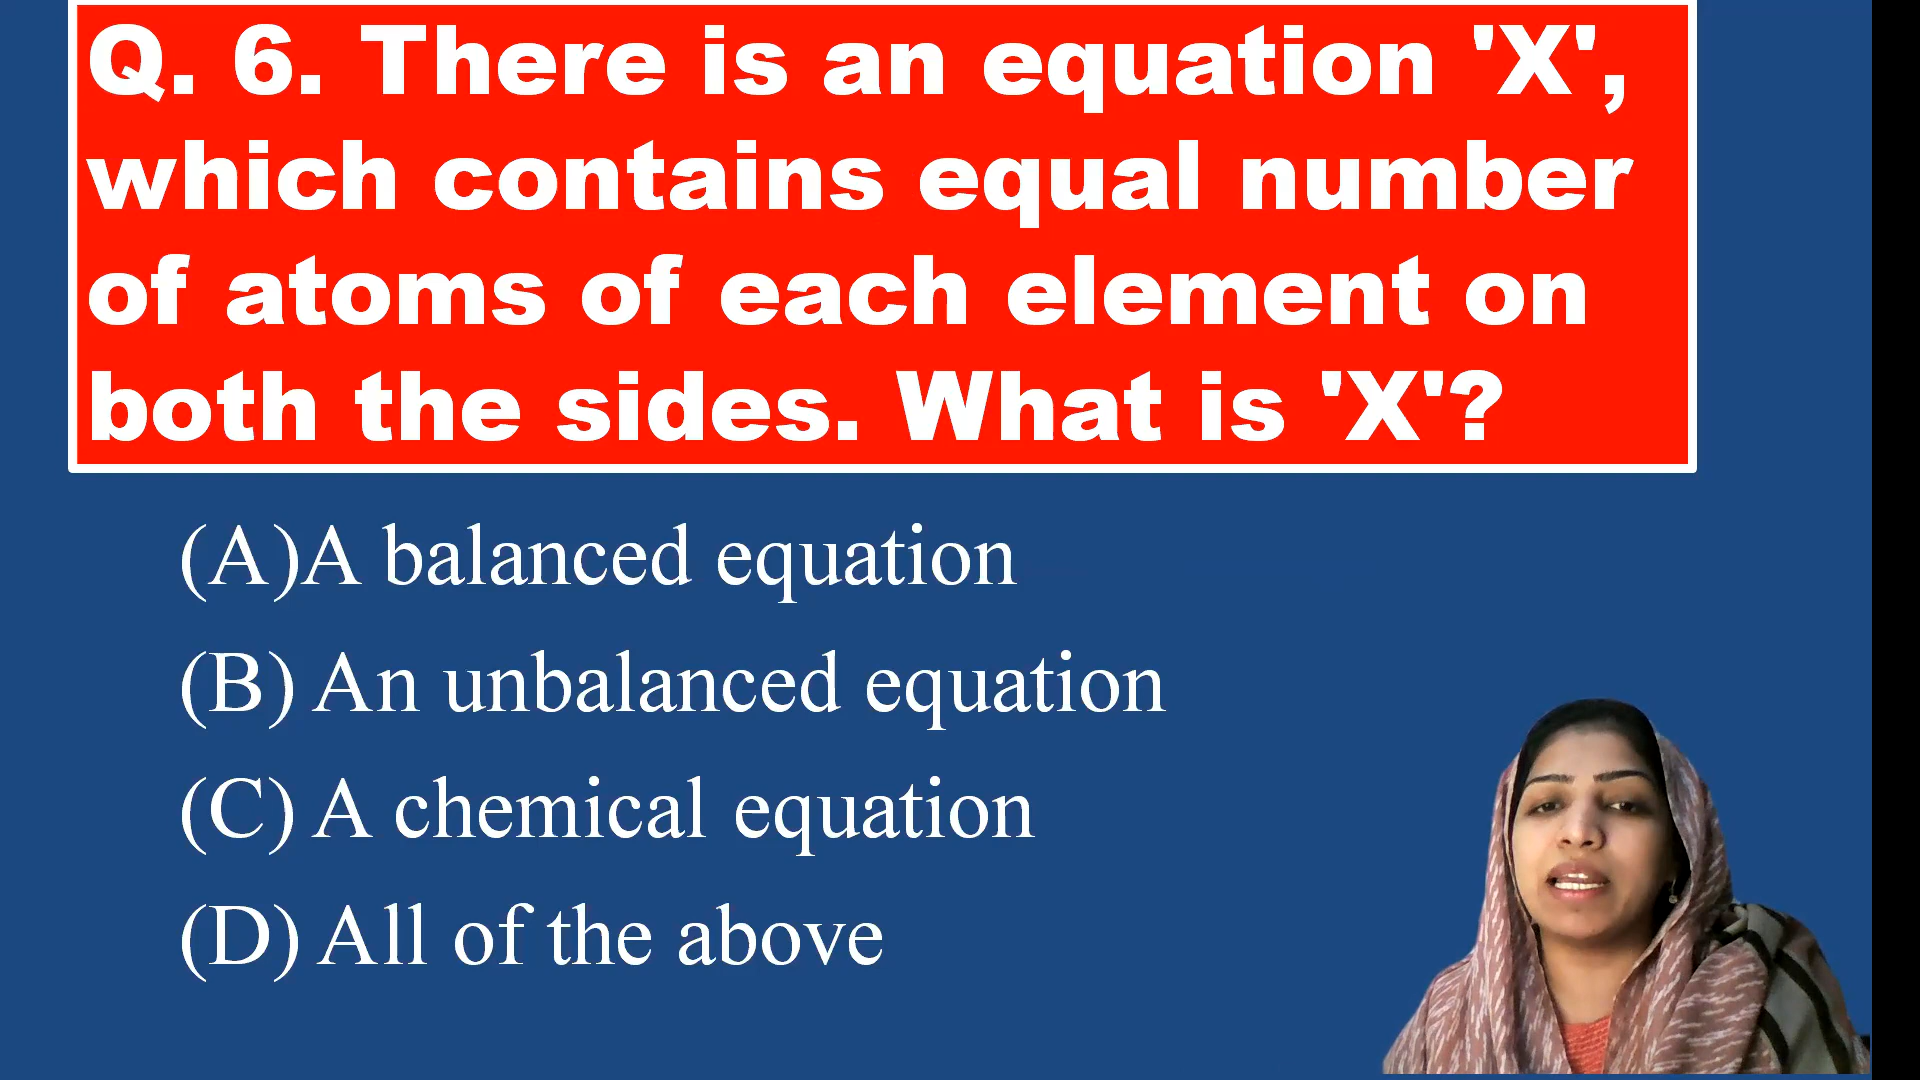 Q. 6. There is an equation 'X',
which contains equal number
of atoms of each element on
both the sides. What is 'X'?
(A)A balanced equation
(B) An unbalanced equation
(C) A chemical equation
(D) All of the above